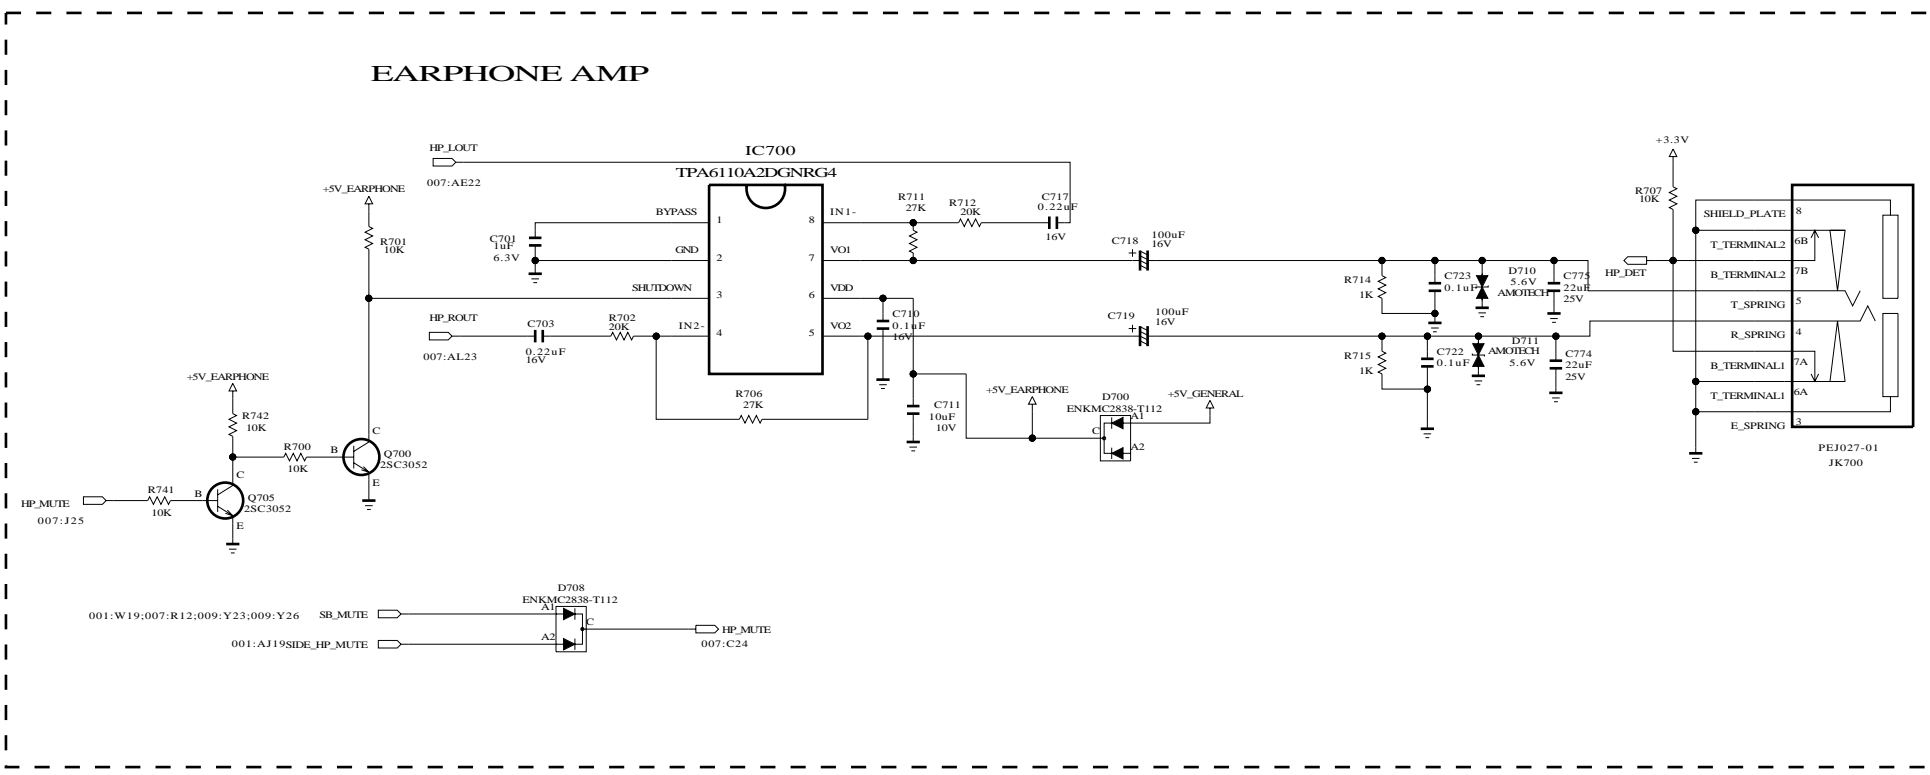 EARPHONE AMP
HP_LOUT
007:AE22
IC700
TPA6110A2DGNRG4
+5V_EARPHONE
R701
10K
BYPASS
1
GND
2
SHUTDOWN
3
IN2-
4
8
IN1-
7
VO1
6
VDD
5
VO2
C701
1uF
6.3V
HP_ROUT
007:AL23
C703
0.22uF
16V
R702
20K
R706
27K
R711
27K
R712
20K
C717
0.22uF
16V
C710
0.1uF
16V
C711
10uF
10V
C718
100uF
16V
C719
100uF
16V
+5V_EARPHONE
D700
ENKMC2838-T112
A1
C
A2
+5V_GENERAL
R714
1K
C723
0.1uF
D710
5.6V
AMOTECH
C775
22uF
25V
R715
1K
C722
0.1uF
D711
AMOTECH
5.6V
C774
22uF
25V
+3.3V
R707
10K
HP_DET
SHIELD_PLATE
8
T_TERMINAL2
6B
B_TERMINAL2
7B
T_SPRING
5
R_SPRING
4
B_TERMINAL1
7A
T_TERMINAL1
6A
E_SPRING
3
PEJ027-01
JK700
+5V_EARPHONE
R742
10K
R700
10K
B
C
Q700
2SC3052
E
HP_MUTE
007:J25
R741
10K
B
C
Q705
2SC3052
E
D708
ENKMC2838-T112
001:W19;007:R12;009:Y23;009:Y26
SB_MUTE
A1
C
001:AJ19
SIDE_HP_MUTE
A2
HP_MUTE
007:C24